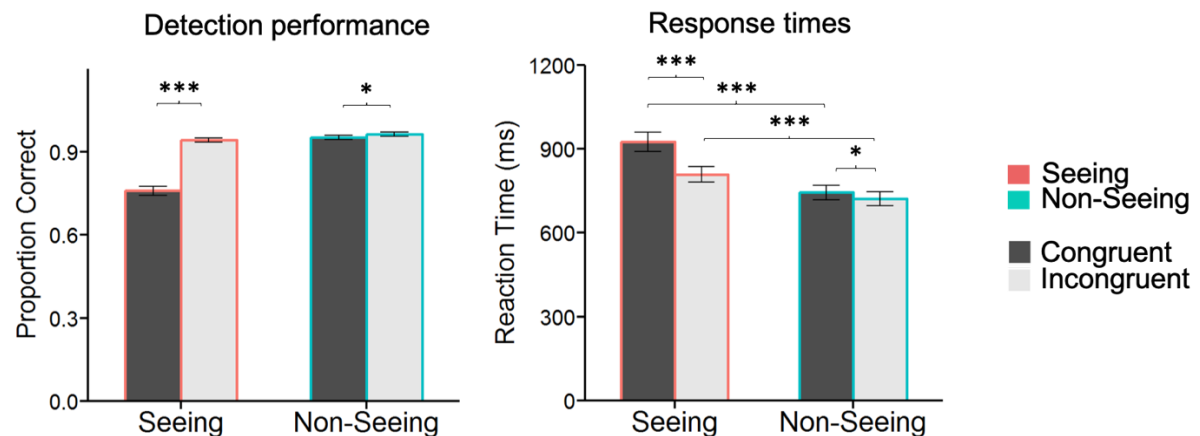 Detection performance
Proportion Correct
0.9
0.6
0.3
0.0
***
*
Seeing
Non-Seeing
Response times
Reaction Time (ms)
1200
900
600
300
0
***
***
***
*
Seeing
Non-Seeing
Seeing
Non-Seeing
Congruent
Incongruent